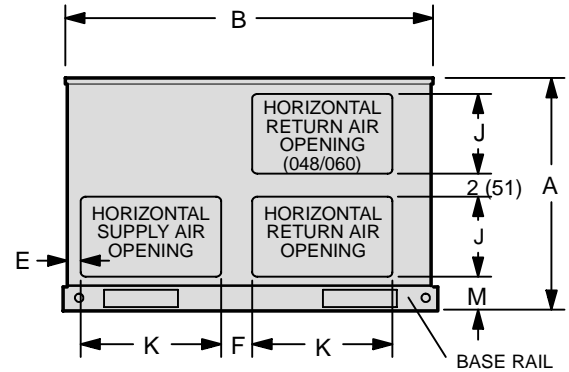 B
HORIZONTAL
RETURN AIR
OPENING
(048/060)
J
2 (51)
A
HORIZONTAL
SUPPLY AIR
OPENING
HORIZONTAL
RETURN AIR
OPENING
J
E
M
K
F
K
BASE RAIL